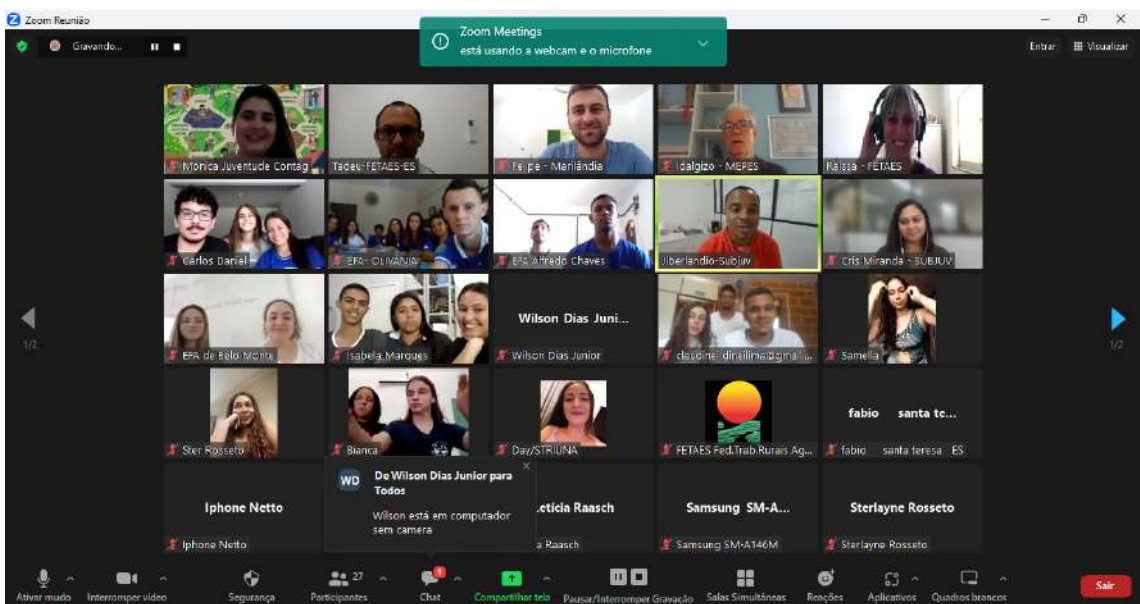 Zoom Reunião
Gravando...
Zoom Meetings
está usando a webcam e o microfone
Entrar
Visualizar
Monica Juventude Contag
Tadeu-FETAES-ES
Felipe - Marilândia
Idalgizo - MEPES
Raissa - FETAES
Carlos Daniel
EFA- OLIVÂNIA
EFA Alfredo Chaves
Jiberlandio-Subjuv
Cris Miranda - SUBJUV
EFA de Belo Monte
Isabela Marques
Wilson Dias Juni...
Wilson Dias Junior
Samella
1/2
1/2
Ster Rosseto
Bianca
Day/STRIUNA
FETAES Fed.Trab.Rurais Ag...
fabio santa te...
fabio santa teresa ES
WD
De Wilson Dias Junior para
Todos
Wilson está em computador
sem camera
Iphone Netto
Iphone Netto
eticia Raasch
a Raasch
Samsung SM-A...
Samsung SM-A146M
Sterlayne Rosseto
Sterlayne Rosseto
Ativar mudo
Interromper vídeo
Segurança
27
Participantes
1
Chat
Compartilhar tela
Pausar/Interromper Gravação
Salas Simultâneas
Reações
Aplicativos
Quadros brancos
Sair